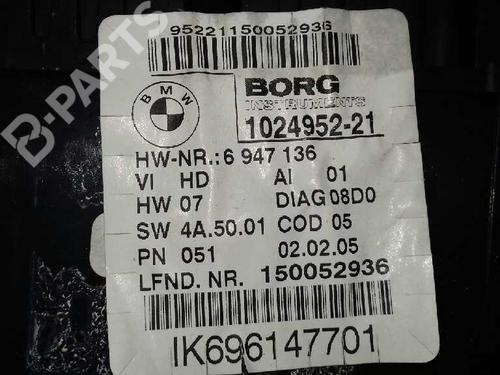 95221150052936
B-PARTS
BMW
BORG
INSTRUMENTS
1024952-21
HW-NR.: 6 947 136
VI HD AI 01
HW 07 DIAG 08D0
SW 4A.50.01 COD 05
PN 051 02.02.05
LFND. NR. 150052936
IK696147701